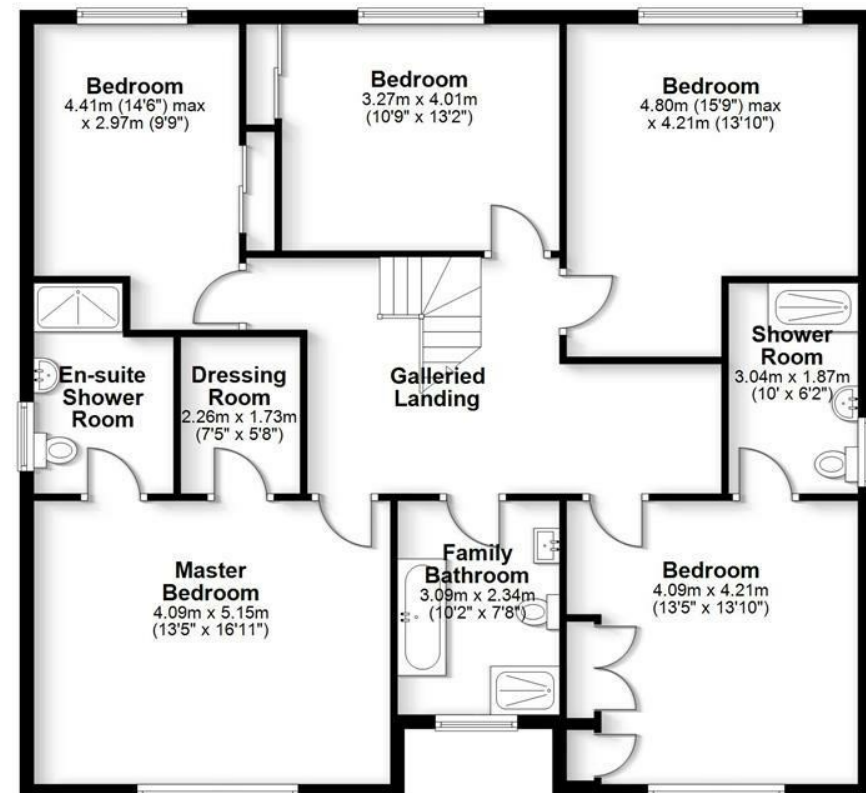 Bedroom
4.41m (14'6") max
x 2.97m (9'9")
Bedroom
3.27m x 4.01m
(10'9" x 13'2")
Bedroom
4.80m (15'9") max
x 4.21m (13'10")
En-suite
Shower
Room
Dressing
Room
2.26m x 1.73m
(7'5" x 5'8")
Galleried
Landing
Shower
Room
3.04m x 1.87m
(10' x 6'2")
Master
Bedroom
4.09m x 5.15m
(13'5" x 16'11")
Family
Bathroom
3.09m x 2.34m
(10'2" x 7'8")
Bedroom
4.09m x 4.21m
(13'5" x 13'10")